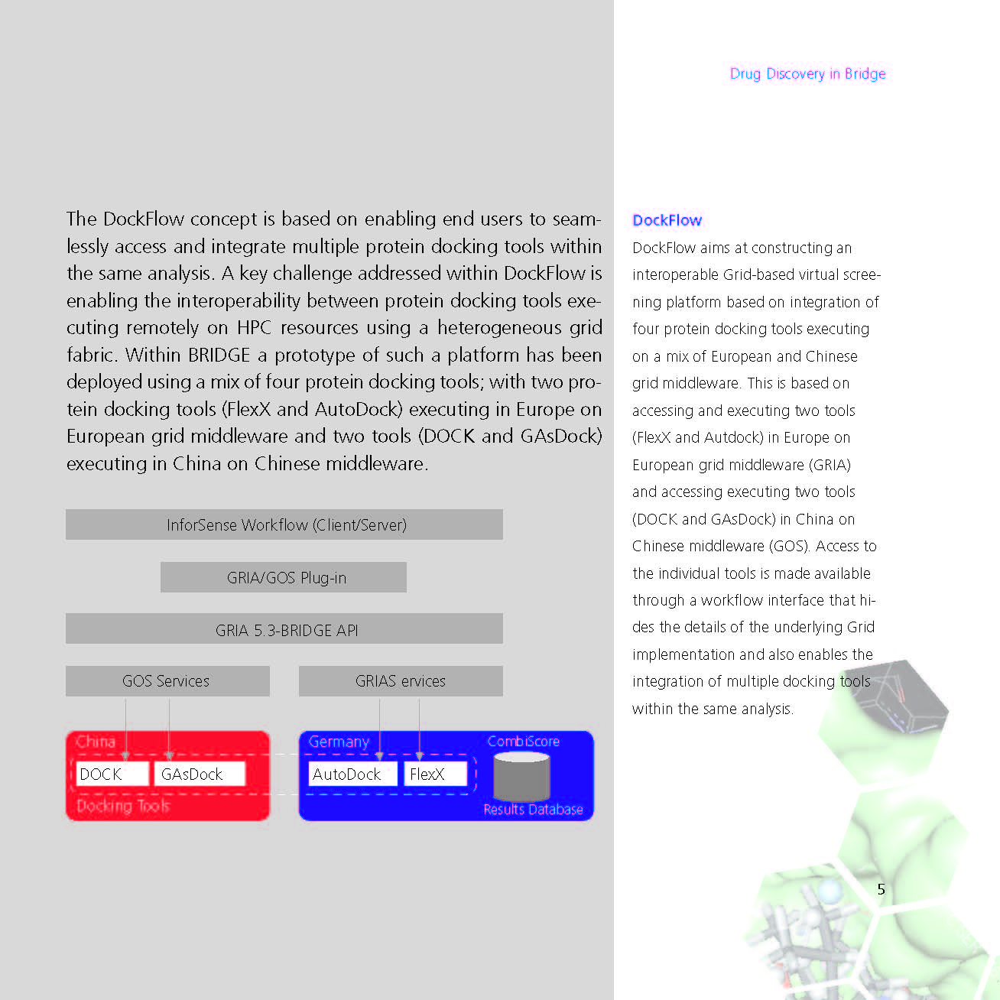 Drug Discovery in Bridge
The DockFlow concept is based on enabling end users to seam-
lessly access and integrate multiple protein docking tools within
the same analysis. A key challenge addressed within DockFlow is
enabling the interoperability between protein docking tools exe-
cuting remotely on HPC resources using a heterogeneous grid
fabric. Within BRIDGE a prototype of such a platform has been
deployed using a mix of four protein docking tools; with two pro-
tein docking tools (FlexX and AutoDock) executing in Europe on
European grid middleware and two tools (DOCK and GAsDock)
executing in China on Chinese middleware.
InforSense Workflow (Client/Server)
GRIA/GOS Plug-in
GRIA 5.3-BRIDGE API
GOS Services
GRIAS ervices
China
DOCK
GAsDock
Docking Tools
Germany
AutoDock
FlexX
CombiScore
Results Database
DockFlow
DockFlow aims at constructing an
interoperable Grid-based virtual scree-
ning platform based on integration of
four protein docking tools executing
on a mix of European and Chinese
grid middleware. This is based on
accessing and executing two tools
(FlexX and Autdock) in Europe on
European grid middleware (GRIA)
and accessing executing two tools
(DOCK and GAsDock) in China on
Chinese middleware (GOS). Access to
the individual tools is made available
through a workflow interface that hi-
des the details of the underlying Grid
implementation and also enables the
integration of multiple docking tools
within the same analysis.
5